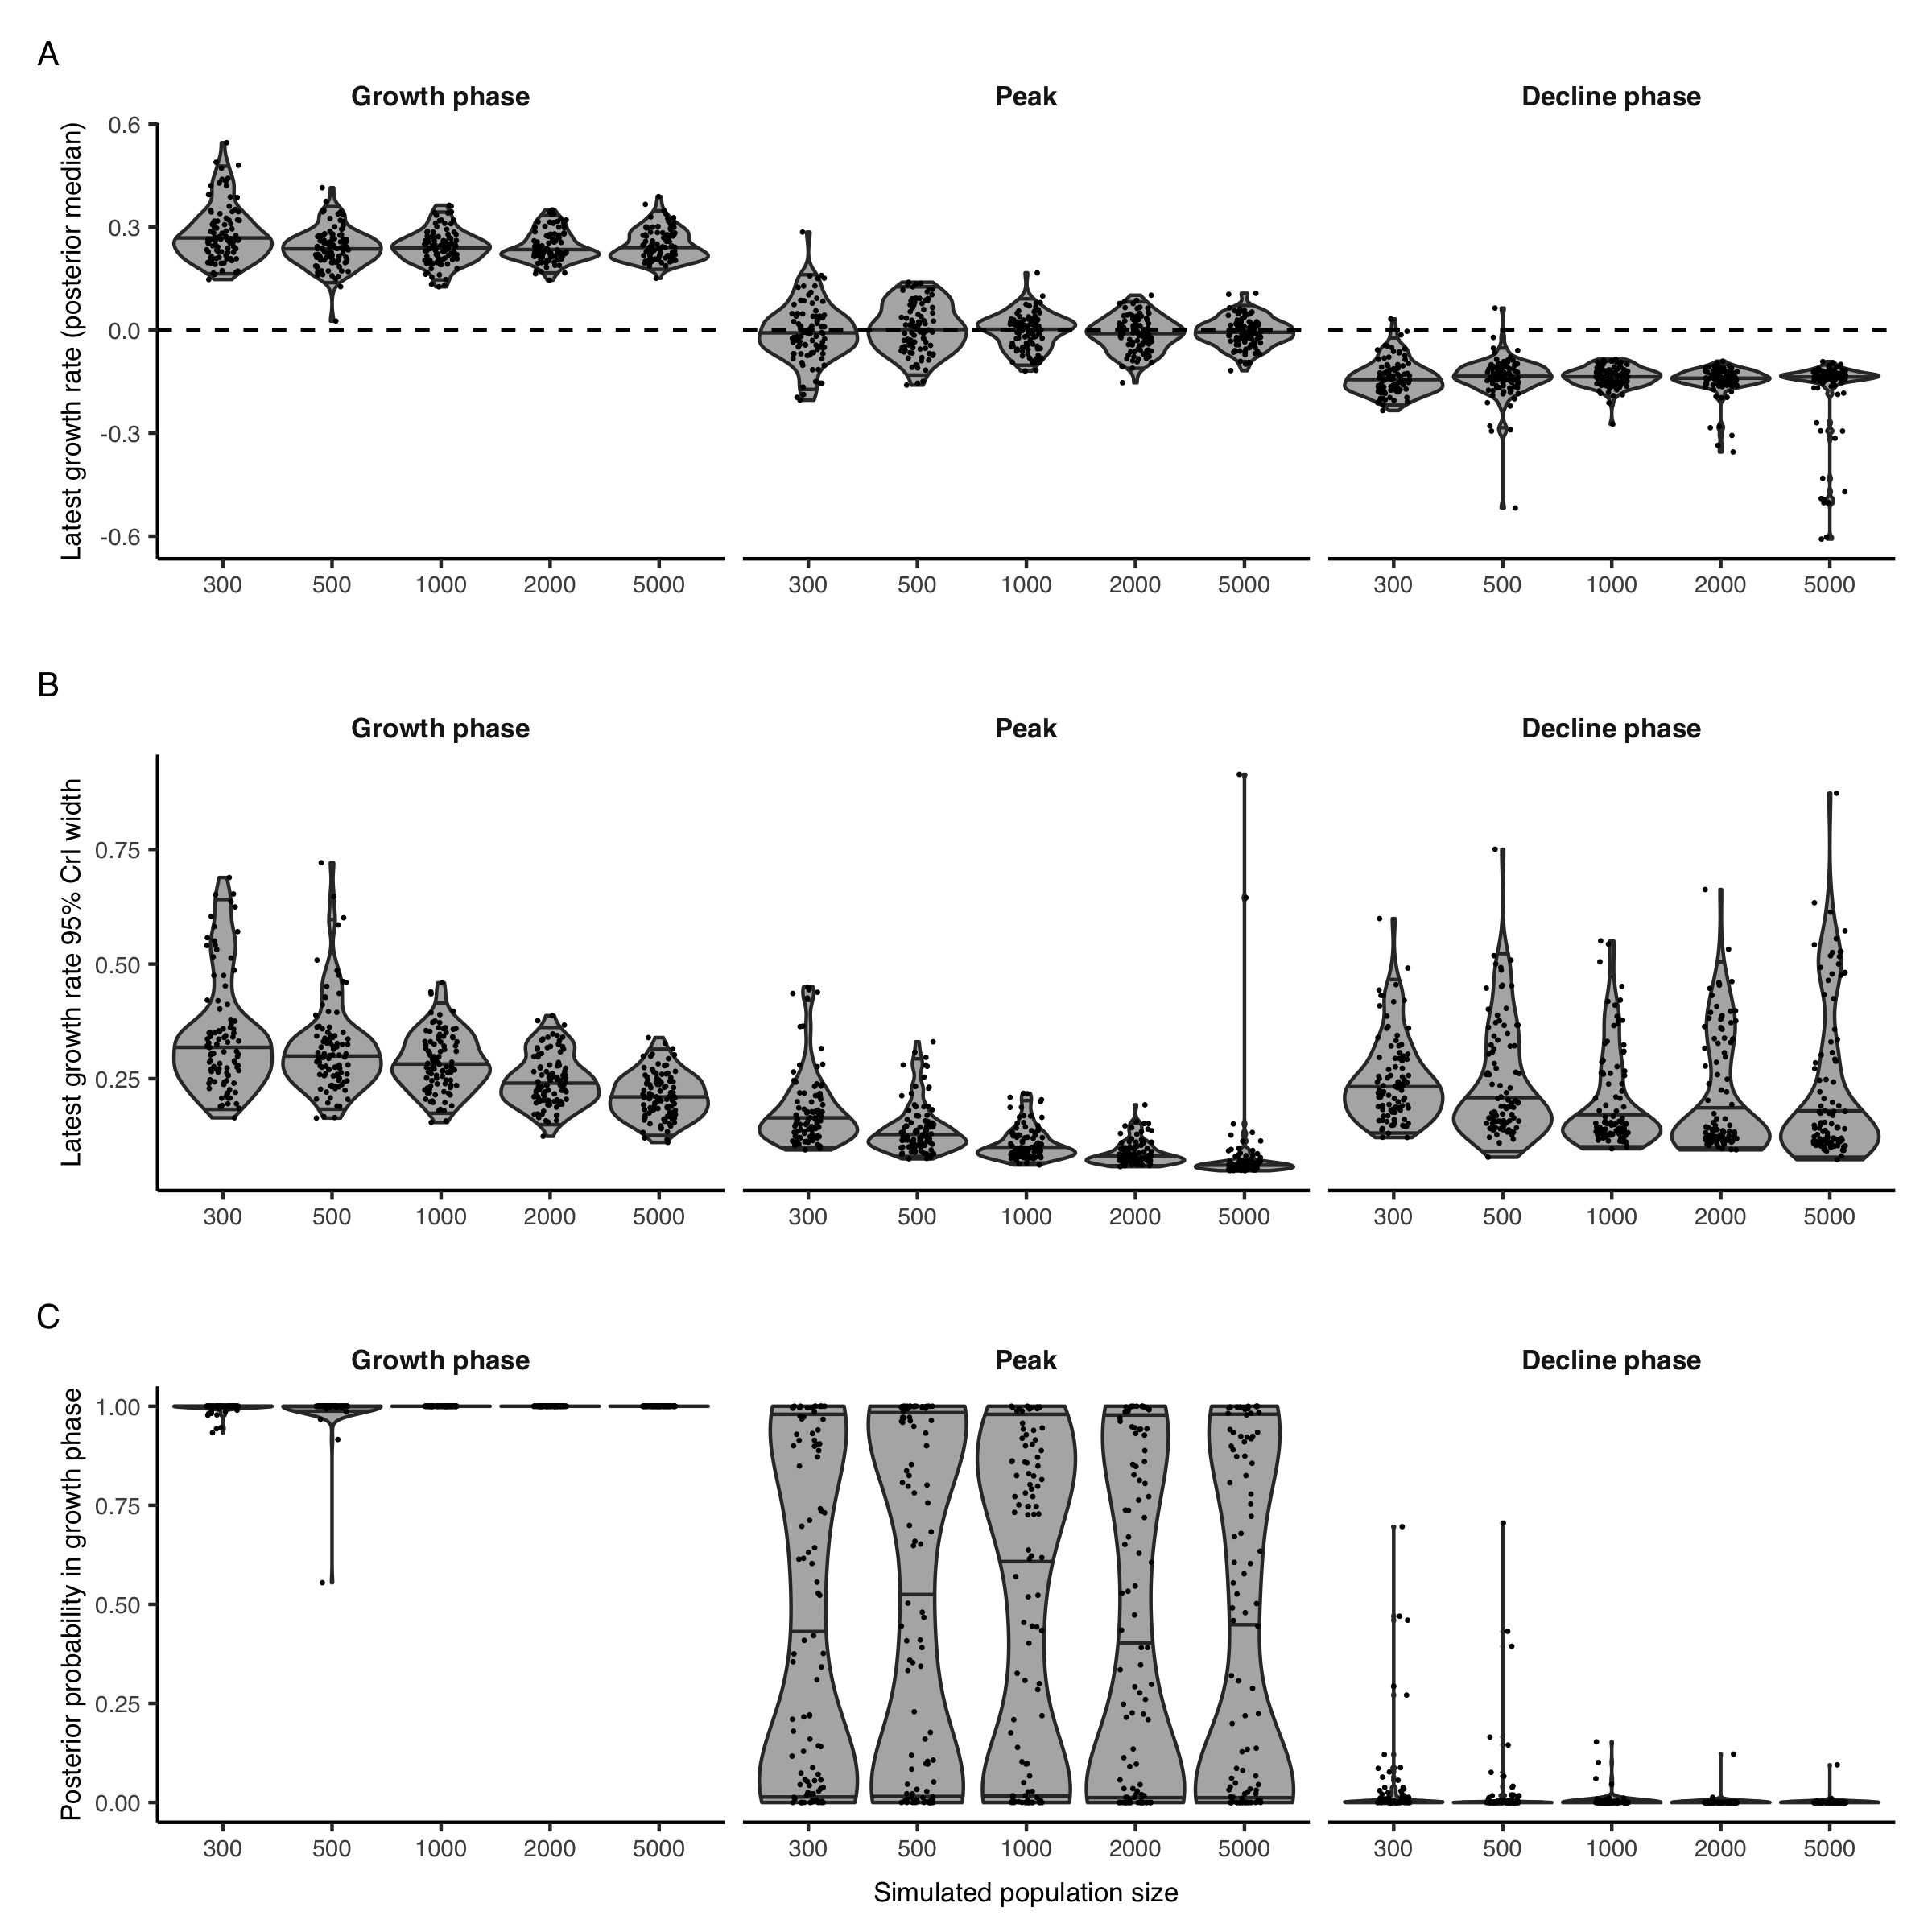 A
Growth phase Peak Decline phase
Latest growth rate (posterior median)
0.6
0.3
0.0
-0.3
-0.6
300 500 1000 2000 5000 300 500 1000 2000 5000 300 500 1000 2000 5000
B
Growth phase Peak Decline phase
Latest growth rate 95% CrI width
0.75
0.50
0.25
300 500 1000 2000 5000 300 500 1000 2000 5000 300 500 1000 2000 5000
C
Growth phase Peak Decline phase
Posterior probability in growth phase
1.00
0.75
0.50
0.25
0.00
300 500 1000 2000 5000 300 500 1000 2000 5000 300 500 1000 2000 5000
Simulated population size